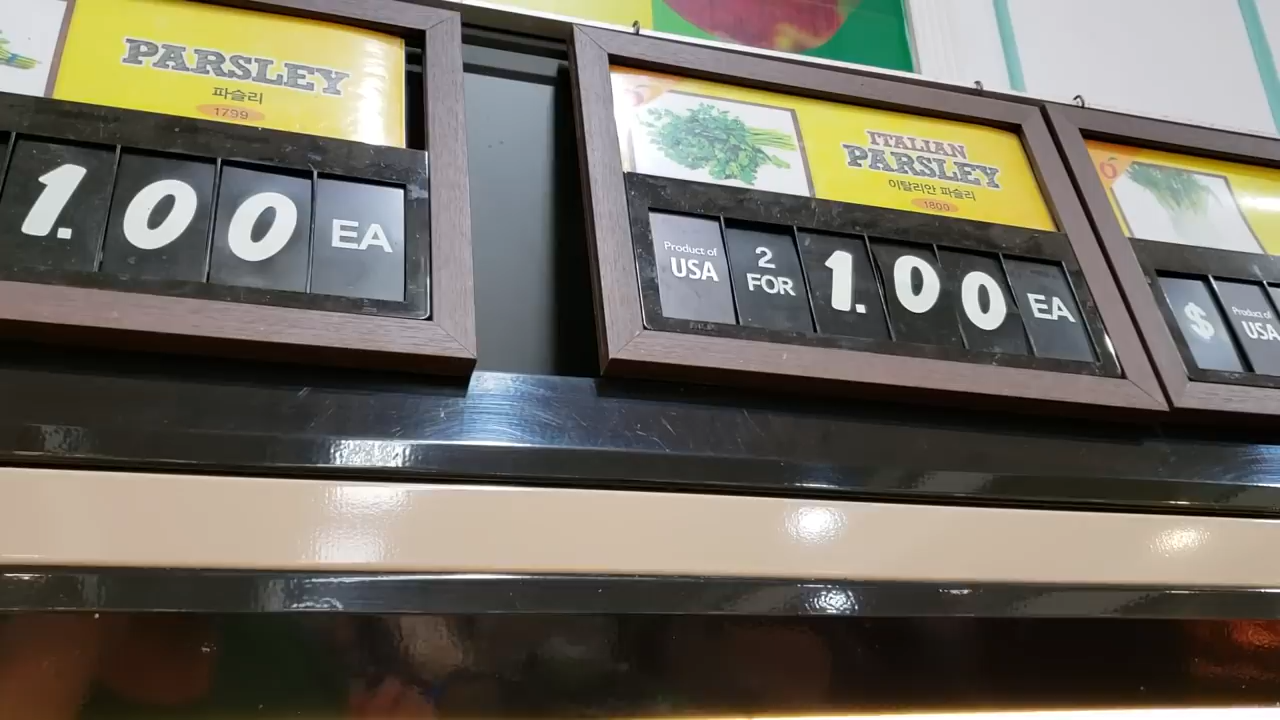 PARSLEY
파슬리
1799
1.00 EA
ITALIAN
PARSLEY
이탈리안 파슬리
1800
Product of
USA
2
FOR
1.00 EA
6
$
Product of
USA